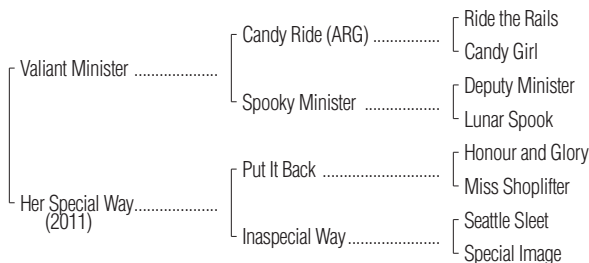 Ride the Rails
Candy Ride (ARG) ................
Candy Girl
Valiant Minister ....................
Deputy Minister
Spooky Minister ..................
Lunar Spook
Honour and Glory
Put It Back ............................
Miss Shoplifter
Her Special Way....................
(2011)
Seattle Sleet
Inaspecial Way......................
Special Image